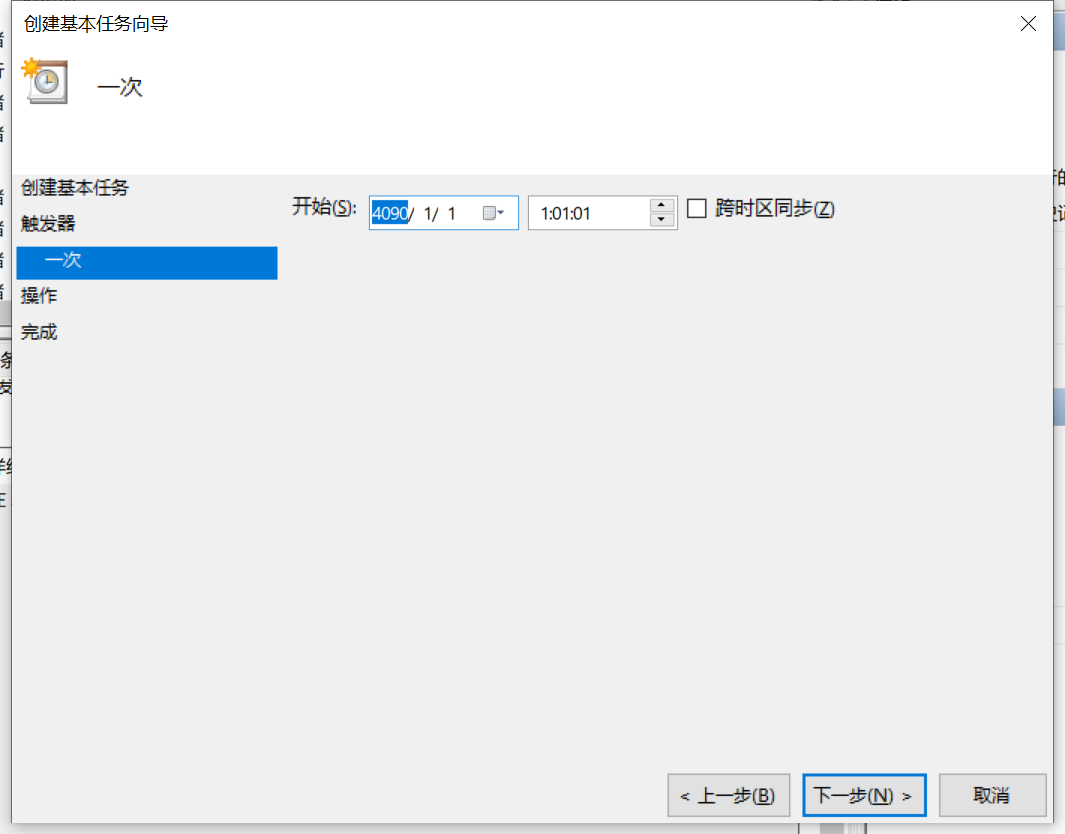 创建基本任务向导
一次
创建基本任务
触发器
一次
操作
完成
开始(S): 4090/ 1/ 1 1:01:01 跨时区同步(Z)
< 上一步(B) 下一步(N) > 取消